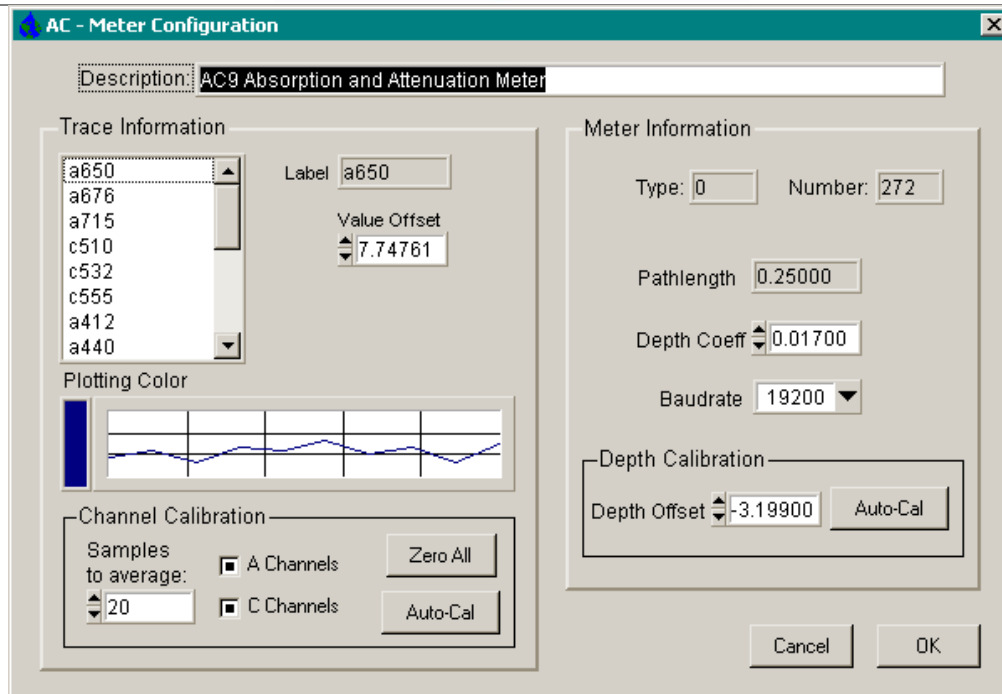 AC - Meter Configuration
Description: AC9 Absorption and Attenuation Meter
Trace Information
a650
a676
a715
c510
c532
c555
a412
a440
Label a650
Value Offset
7.74761
Plotting Color
Channel Calibration
Samples
to average:
20
A Channels
C Channels
Zero All
Auto-Cal
Meter Information
Type: 0 Number: 272
Pathlength 0.25000
Depth Coeff 0.01700
Baudrate 19200
Depth Calibration
Depth Offset -3.19900 Auto-Cal
Cancel OK